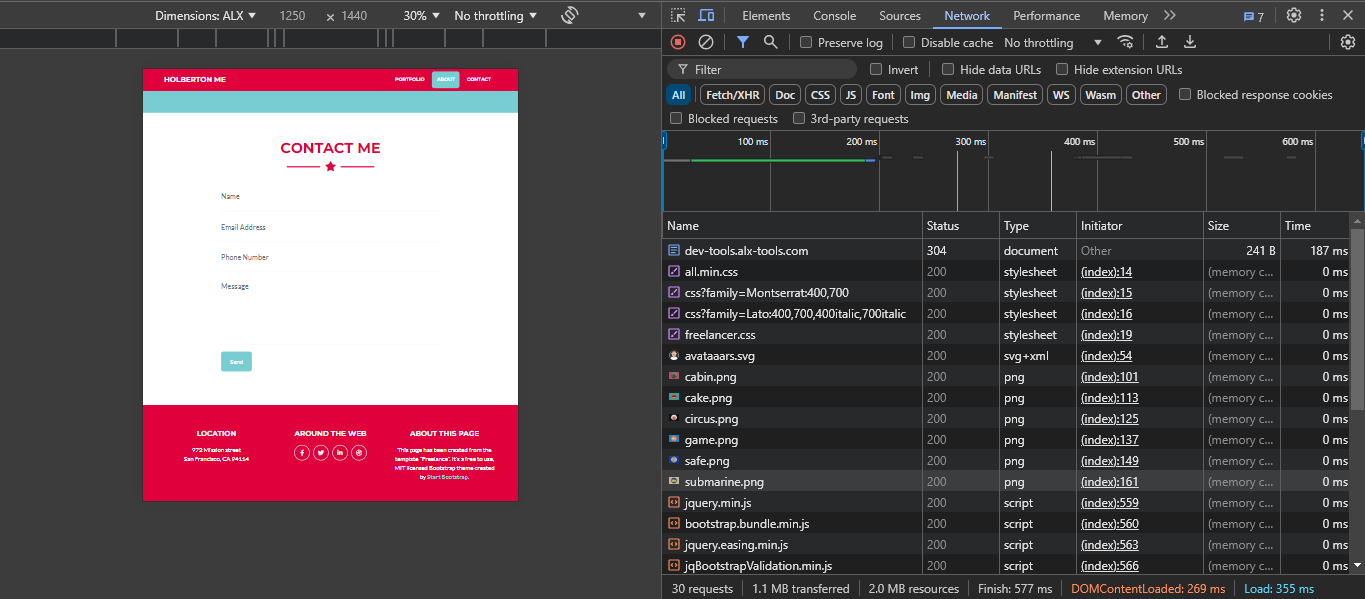 Dimensions: ALX ▼ 1250 × 1440 30% ▼ No throttling ▼
Elements Console Sources Network Performance Memory 7
Preserve log Disable cache No throttling ▼
Filter Invert Hide data URLs Hide extension URLs
All Fetch/XHR Doc CSS JS Font Img Media Manifest WS Wasm Other Blocked response cookies
Blocked requests 3rd-party requests
100 ms 200 ms 300 ms 400 ms 500 ms 600 ms
Name Status Type Initiator Size Time
dev-tools.alx-tools.com 304 document Other 241 B 187 ms
all.min.css 200 stylesheet (index):14 (memory c... 0 ms
css?family=Montserrat:400,700 200 stylesheet (index):15 (memory c... 0 ms
css?family=Lato:400,700,400italic,700italic 200 stylesheet (index):16 (memory c... 0 ms
freelancer.css 200 stylesheet (index):19 (memory c... 0 ms
avataaars.svg 200 svg+xml (index):54 (memory c... 0 ms
cabin.png 200 png (index):101 (memory c... 0 ms
cake.png 200 png (index):113 (memory c... 0 ms
circus.png 200 png (index):125 (memory c... 0 ms
game.png 200 png (index):137 (memory c... 0 ms
safe.png 200 png (index):149 (memory c... 0 ms
submarine.png 200 png (index):161 (memory c... 0 ms
jquery.min.js 200 script (index):559 (memory c... 0 ms
bootstrap.bundle.min.js 200 script (index):560 (memory c... 0 ms
jquery.easing.min.js 200 script (index):563 (memory c... 0 ms
jqBootstrapValidation.min.js 200 script (index):566 (memory c... 0 ms
30 requests 1.1 MB transferred 2.0 MB resources Finish: 577 ms DOMContentLoaded: 269 ms Load: 355 ms
HOLBERTON ME PORTFOLIO ABOUT CONTACT
CONTACT ME
Name
Email Address
Phone Number
Message
Send
LOCATION
972 Mission street
San Francisco, CA 94114
AROUND THE WEB
ABOUT THIS PAGE
This page has been created from the
template "Freelance". It's a free to use,
MIT licensed Bootstrap theme created
by Start Bootstrap.